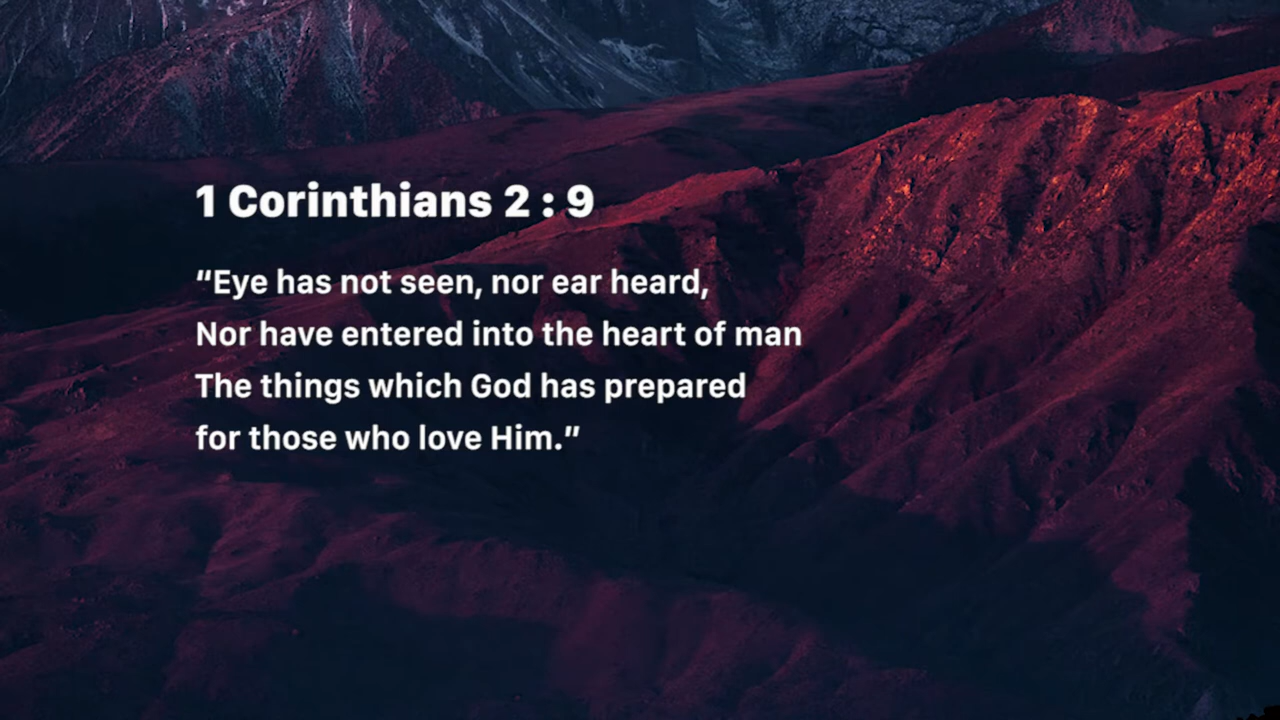 1 Corinthians 2 : 9
“Eye has not seen, nor ear heard,
Nor have entered into the heart of man
The things which God has prepared
for those who love Him.”